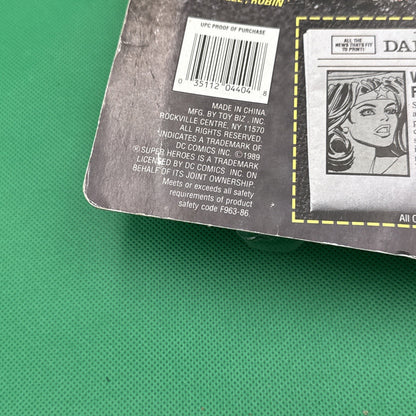 ROBIN
UPC PROOF OF PURCHASE
0 35112 04404 8
MADE IN CHINA
MFG. BY TOY BIZ., INC.
ROCKVILLE CENTRE, NY 11570
ALL RIGHTS RESERVED.
*INDICATES A TRADEMARK OF
DC COMICS INC. ©1989
®SUPER HEROES IS A TRADEMARK
LICENSED BY DC COMICS INC. ON
BEHALF OF ITS JOINT OWNERSHIP.
Meets or exceeds all safety
requirements of product
safety code F963-86.
ALL THE
NEWS THAT'S FIT
TO PRINT!
DA
W
F
All